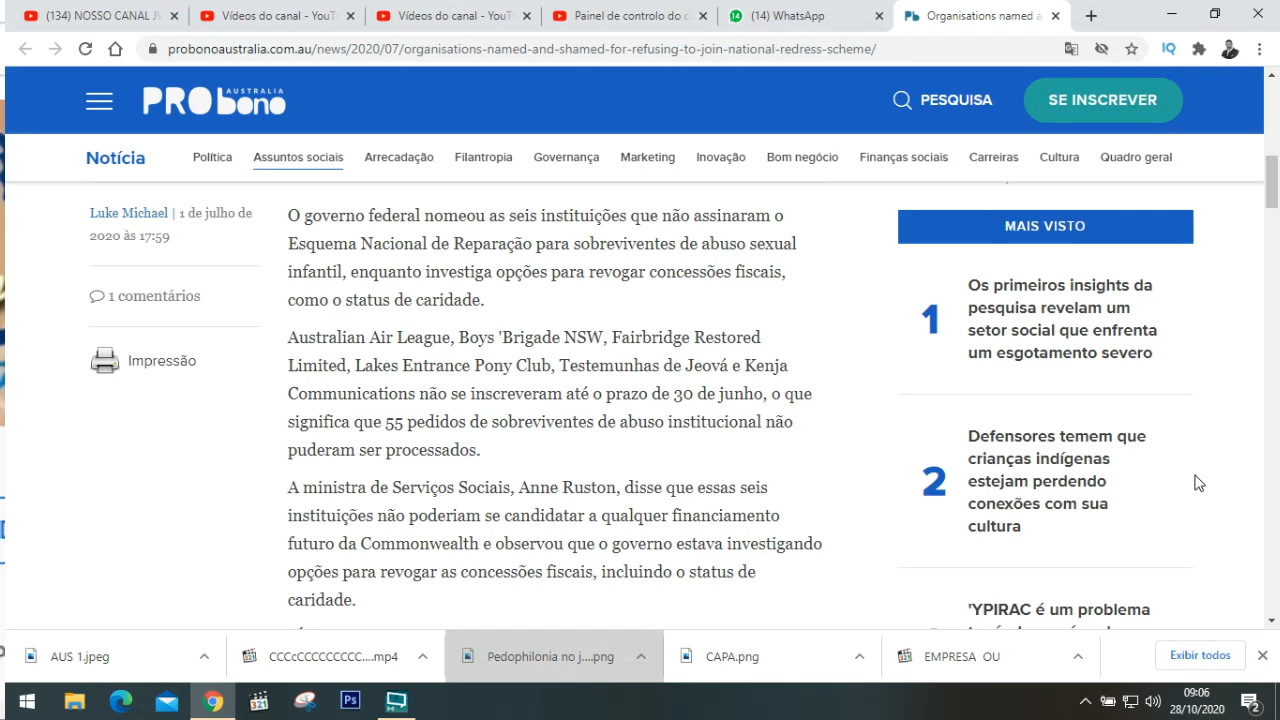 (134) NOSSO CANAL JW
Vídeos do canal - YouTu
Vídeos do canal - YouTu
Painel de controlo do c
14
(14) WhatsApp
Organisations named a
probonoaustralia.com.au/news/2020/07/organisations-named-and-shamed-for-refusing-to-join-national-redress-scheme/
IQ
PRO bono AUSTRALIA
PESQUISA
SE INSCREVER
Notícia
Política
Assuntos sociais
Arrecadação
Filantropia
Governança
Marketing
Inovação
Bom negócio
Finanças sociais
Carreiras
Cultura
Quadro geral
Luke Michael | 1 de julho de
2020 às 17:59
1 comentários
Impressão
O governo federal nomeou as seis instituições que não assinaram o
Esquema Nacional de Reparação para sobreviventes de abuso sexual
infantil, enquanto investiga opções para revogar concessões fiscais,
como o status de caridade.
Australian Air League, Boys 'Brigade NSW, Fairbridge Restored
Limited, Lakes Entrance Pony Club, Testemunhas de Jeová e Kenja
Communications não se inscreveram até o prazo de 30 de junho, o que
significa que 55 pedidos de sobreviventes de abuso institucional não
puderam ser processados.
A ministra de Serviços Sociais, Anne Ruston, disse que essas seis
instituições não poderiam se candidatar a qualquer financiamento
futuro da Commonwealth e observou que o governo estava investigando
opções para revogar as concessões fiscais, incluindo o status de
caridade.
MAIS VISTO
1
Os primeiros insights da
pesquisa revelam um
setor social que enfrenta
um esgotamento severo
2
Defensores temem que
crianças indígenas
estejam perdendo
conexões com sua
cultura
'YPIRAC é um problema
AUS 1.jpeg
CCCcCCCCCCCCC....mp4
Pedophilonia no j....png
CAPA.png
EMPRESA OU
Exibir todos
321
Ps
09:06
28/10/2020
2